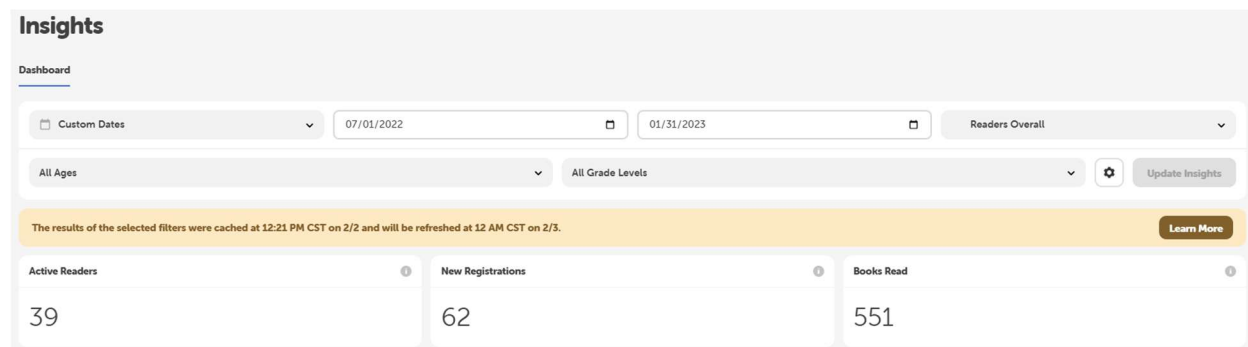 Insights
Dashboard
Custom Dates 07/01/2022 01/31/2023 Readers Overall
All Ages All Grade Levels Update Insights
The results of the selected filters were cached at 12:21 PM CST on 2/2 and will be refreshed at 12 AM CST on 2/3. Learn More
Active Readers New Registrations Books Read
39 62 551